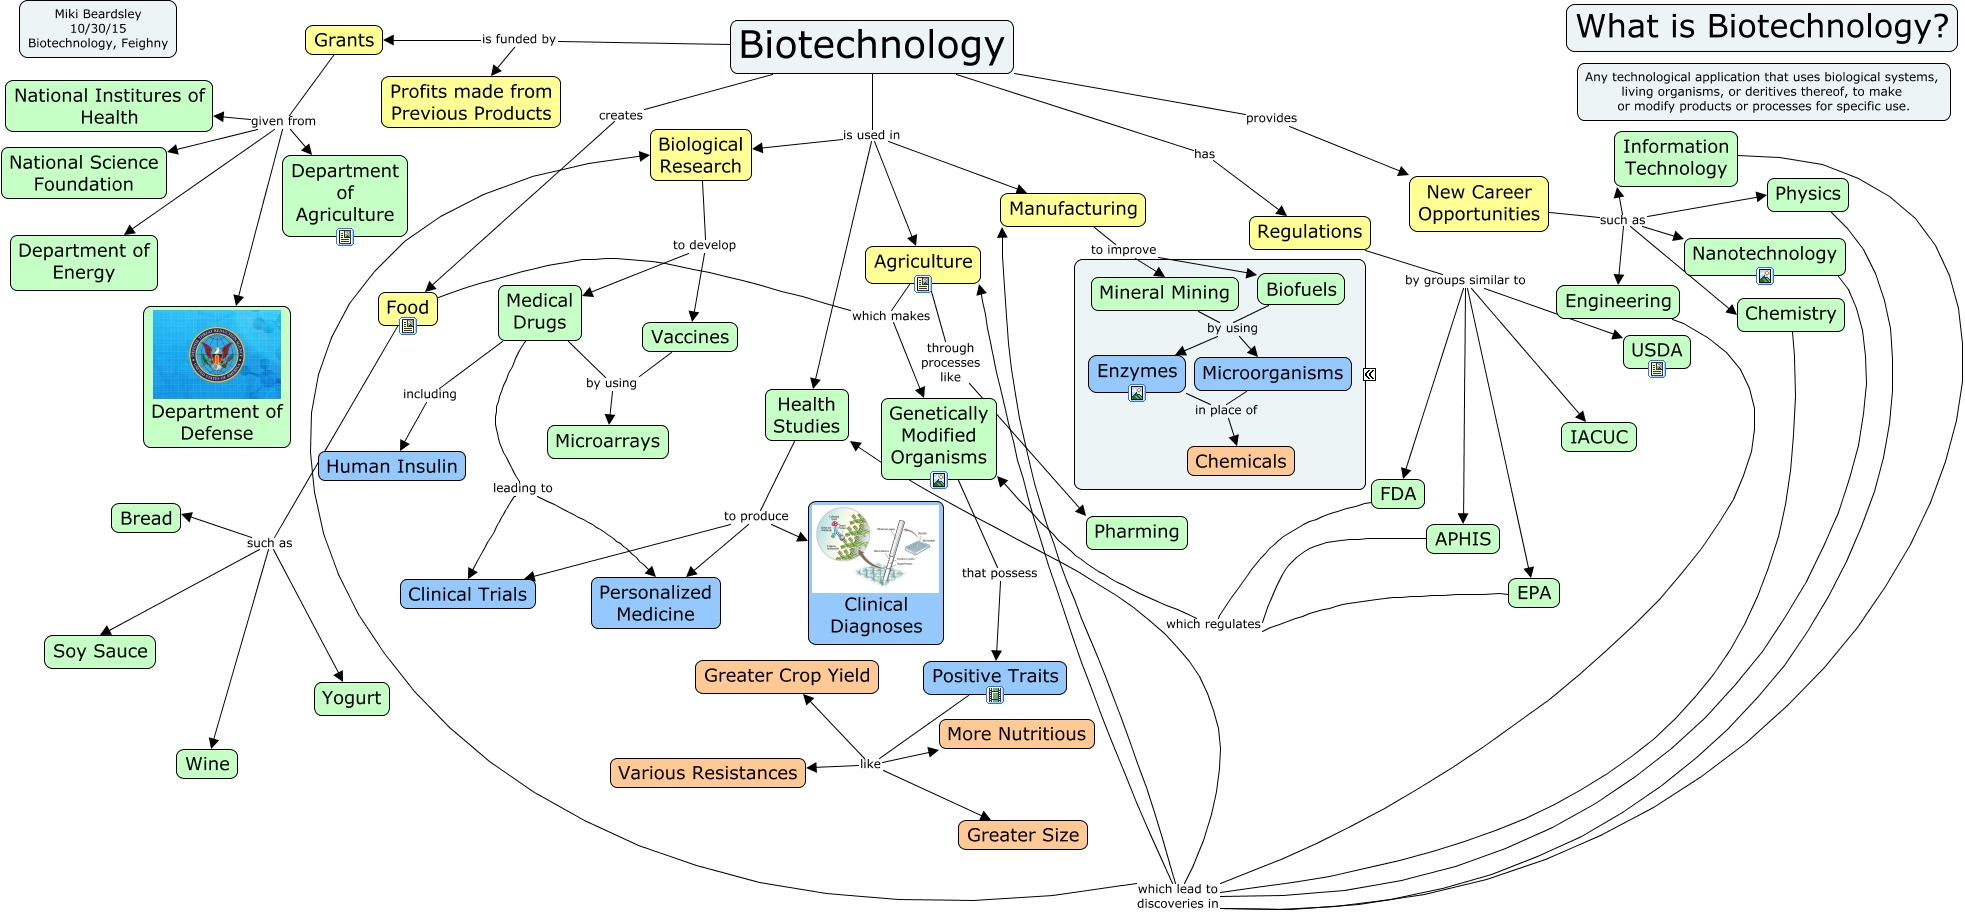 Miki Beardsley
10/30/15
Biotechnology, Feighny
Grants
is funded by
Biotechnology
What is Biotechnology?
Any technological application that uses biological systems,
living organisms, or deritives thereof, to make
or modify products or processes for specific use.
Profits made from
Previous Products
National Institures of
Health
given from
National Science
Foundation
Department
of
Agriculture
Department of
Energy
Department of
Defense
creates
is used in
has
provides
Biological
Research
Manufacturing
Regulations
New Career
Opportunities
Information
Technology
such as
Physics
Nanotechnology
Engineering
Chemistry
to develop
Agriculture
to improve
by groups similar to
Food
Medical
Drugs
Vaccines
which makes
Mineral Mining
Biofuels
by using
Enzymes
Microorganisms
in place of
Chemicals
USDA
IACUC
FDA
APHIS
EPA
which regulates
through
processes
like
including
by using
Microarrays
Health
Studies
Genetically
Modified
Organisms
Human Insulin
leading to
to produce
Pharming
Bread
such as
Clinical Trials
Personalized
Medicine
Clinical
Diagnoses
that possess
Soy Sauce
Yogurt
Wine
Greater Crop Yield
Positive Traits
More Nutritious
Various Resistances
like
Greater Size
which lead to
discoveries in